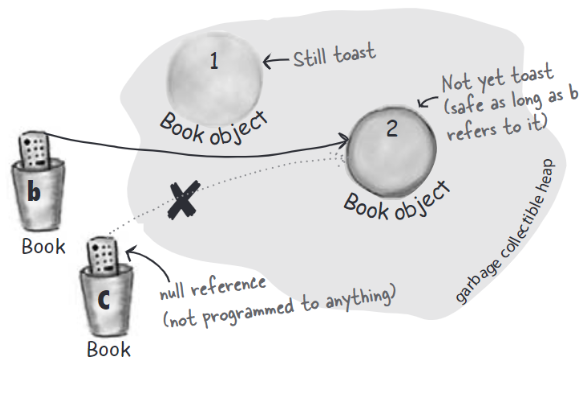 1
Still toast
Book object
Not yet toast
(safe as long as b
refers to it)
2
Book object
b
Book
c
Book
null reference
(not programmed to anything)
garbage collectible heap